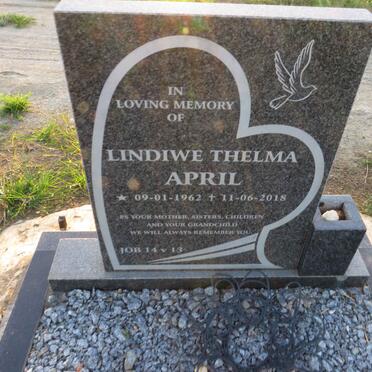 IN
LOVING MEMORY
OF
LINDIWE THELMA
APRIL
★ 09-01-1962 ✝ 11-06-2018
BY YOUR MOTHER, SISTERS, CHILDREN
AND YOUR GRANDCHILD
WE WILL ALWAYS REMEMBER YOU
JOB 14 v 13